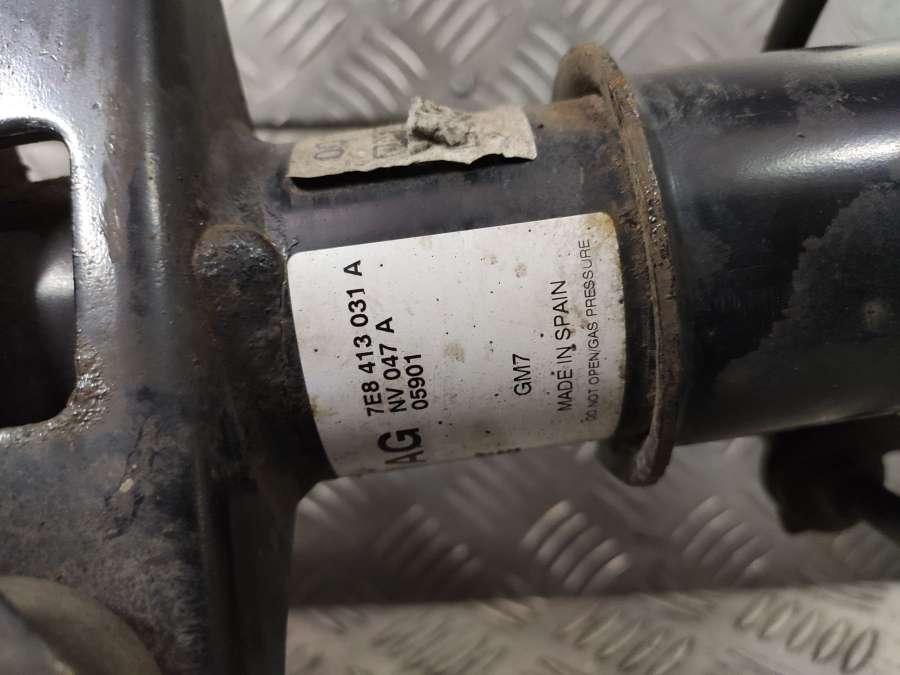 7E8 413 031 A
NV 047 A
05901
AG
GM7
MADE IN SPAIN
DO NOT OPEN/GAS PRESSURE